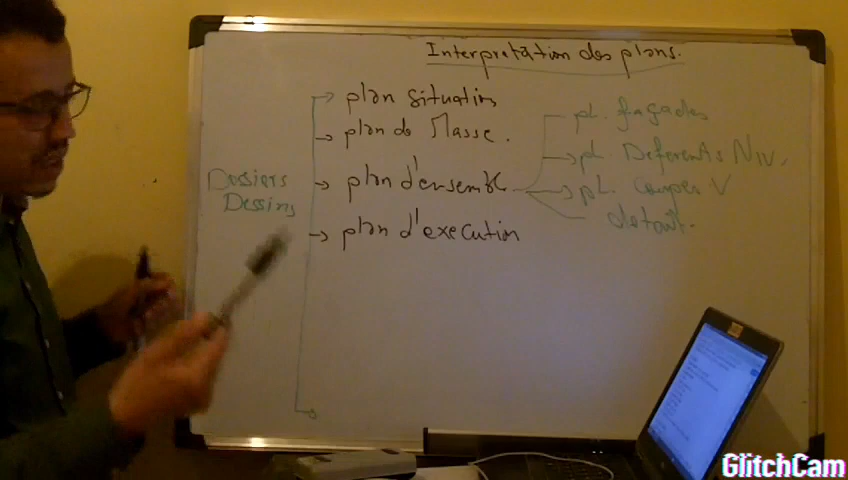 Interpretation des plans.
plan situation
plan de Masse.
plan d'ensemble
plan d'execution
Dossiers
Dessins
pl. façades
pl. Deferents Niv.
pl. coupes V
detail.
GlitchCam